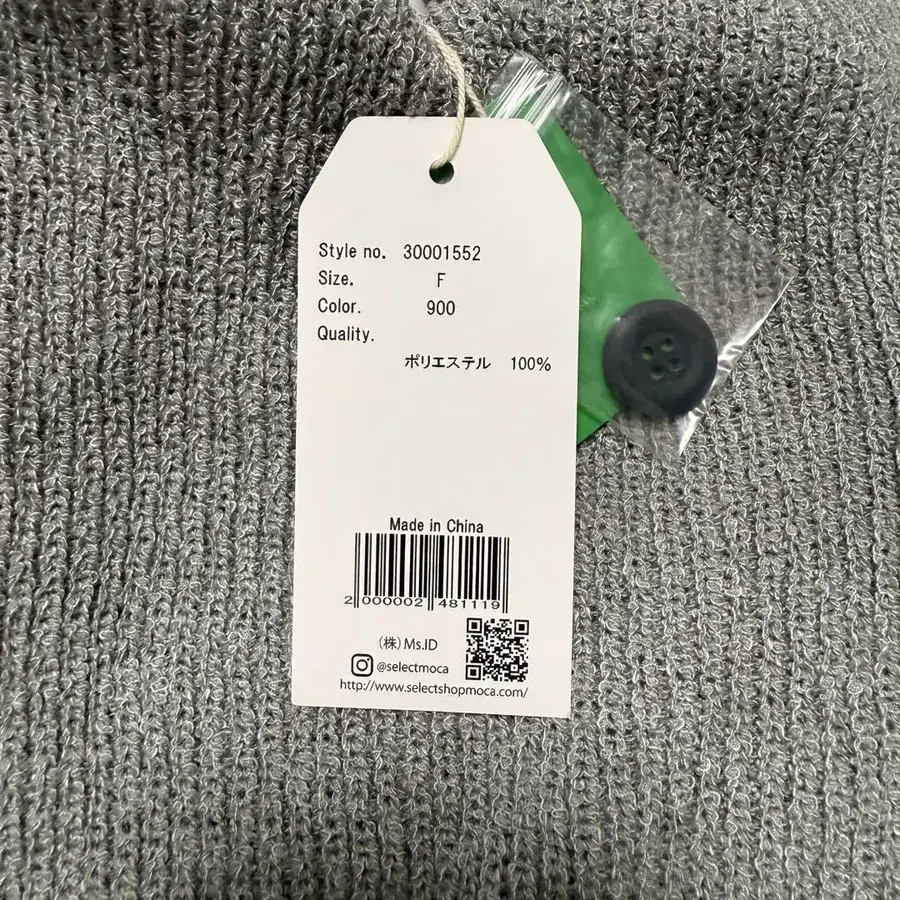 Style no. 30001552
Size. F
Color. 900
Quality.
ポリエステル 100%
Made in China
2 000002 481119
(株) Ms.ID
@selectmoca
http://www.selectshopmoca.com/